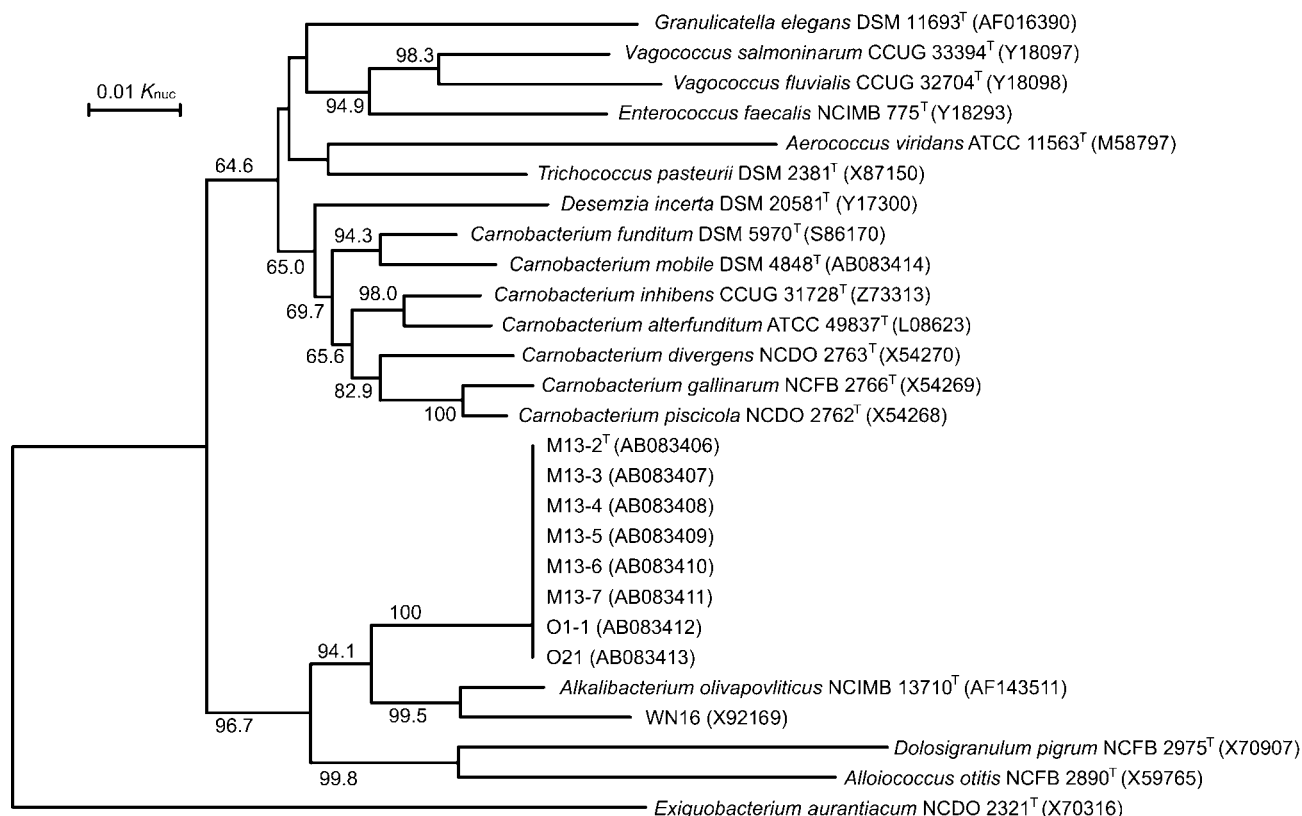 Granulicatella elegans DSM 11693ᵀ (AF016390)
98.3
Vagococcus salmoninarum CCUG 33394ᵀ (Y18097)
0.01 Knuc
Vagococcus fluvialis CCUG 32704ᵀ (Y18098)
94.9
Enterococcus faecalis NCIMB 775ᵀ (Y18293)
Aerococcus viridans ATCC 11563ᵀ (M58797)
64.6
Trichococcus pasteurii DSM 2381ᵀ (X87150)
Desemzia incerta DSM 20581ᵀ (Y17300)
94.3
Carnobacterium funditum DSM 5970ᵀ (S86170)
65.0
Carnobacterium mobile DSM 4848ᵀ (AB083414)
98.0
Carnobacterium inhibens CCUG 31728ᵀ (Z73313)
69.7
Carnobacterium alterfunditum ATCC 49837ᵀ (L08623)
65.6
Carnobacterium divergens NCDO 2763ᵀ (X54270)
82.9
Carnobacterium gallinarum NCFB 2766ᵀ (X54269)
100
Carnobacterium piscicola NCDO 2762ᵀ (X54268)
M13-2ᵀ (AB083406)
M13-3 (AB083407)
M13-4 (AB083408)
M13-5 (AB083409)
M13-6 (AB083410)
M13-7 (AB083411)
100
O1-1 (AB083412)
94.1
O21 (AB083413)
Alkalibacterium olivapovliticus NCIMB 13710ᵀ (AF143511)
99.5
WN16 (X92169)
96.7
Dolosigranulum pigrum NCFB 2975ᵀ (X70907)
99.8
Alloiococcus otitis NCFB 2890ᵀ (X59765)
Exiguobacterium aurantiacum NCDO 2321ᵀ (X70316)